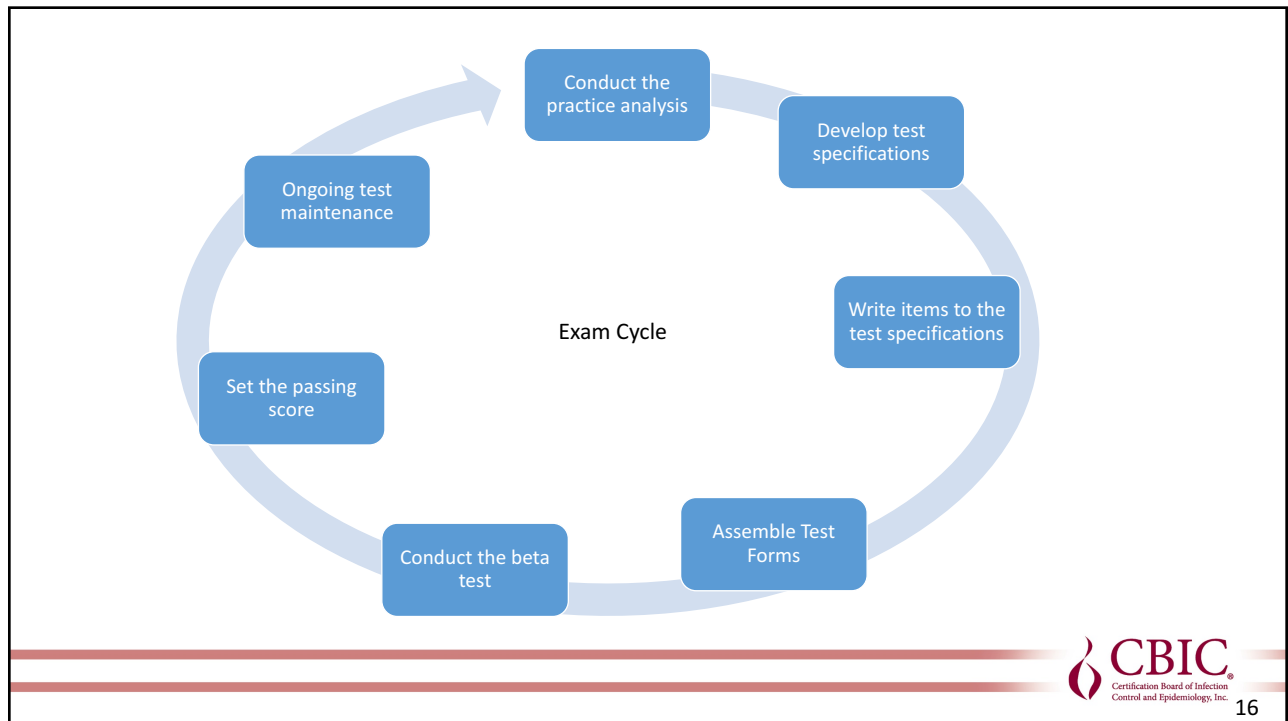 Conduct the
practice analysis
Develop test
specifications
Write items to the
test specifications
Assemble Test
Forms
Conduct the beta
test
Set the passing
score
Ongoing test
maintenance
Exam Cycle
CBIC®
Certification Board of Infection
Control and Epidemiology, Inc.
16